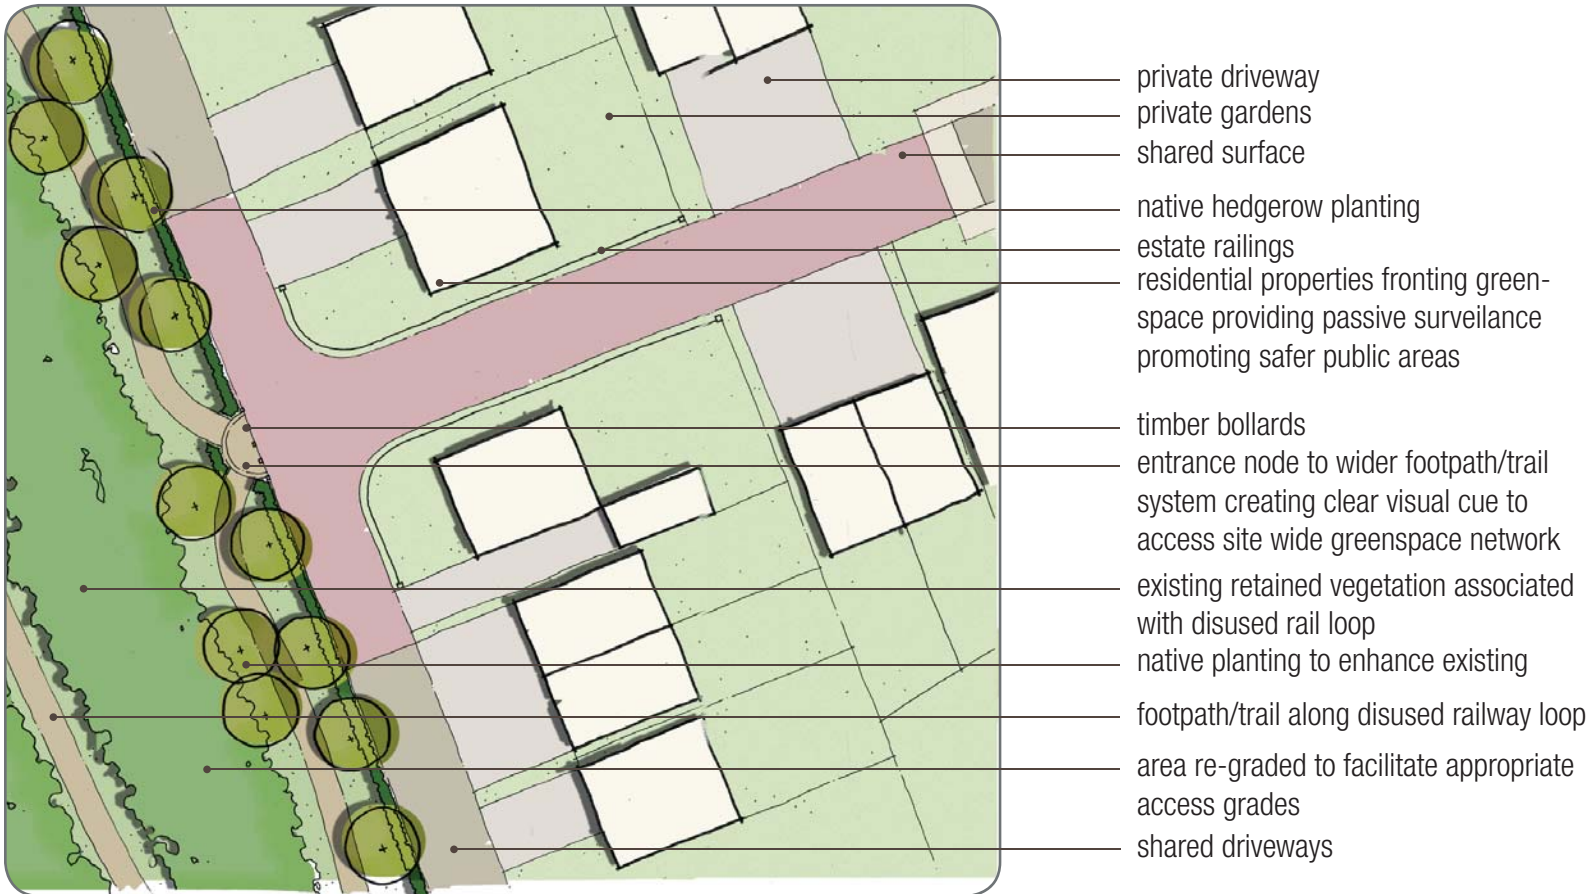 private driveway
private gardens
shared surface
native hedgerow planting
estate railings
residential properties fronting green-
space providing passive surveilance
promoting safer public areas
timber bollards
entrance node to wider footpath/trail
system creating clear visual cue to
access site wide greenspace network
existing retained vegetation associated
with disused rail loop
native planting to enhance existing
footpath/trail along disused railway loop
area re-graded to facilitate appropriate
access grades
shared driveways